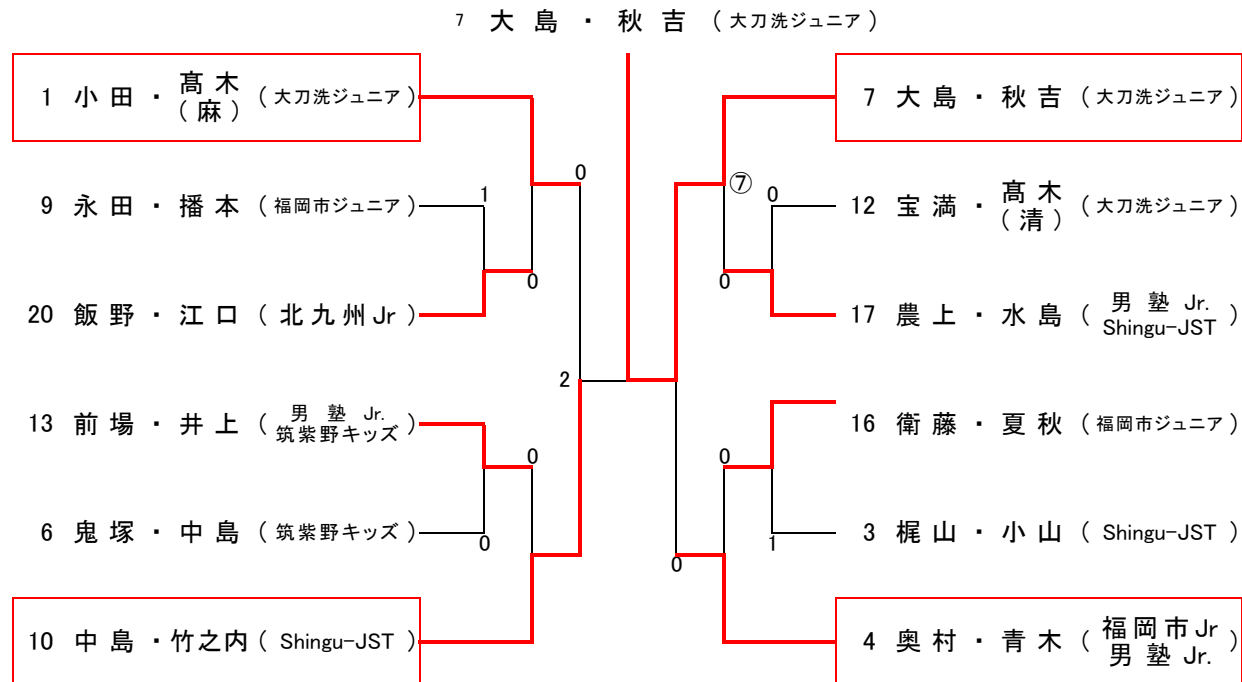 7 大島・秋吉 (大刀洗ジュニア)
1 小田・髙木(麻) (大刀洗ジュニア)
9 永田・播本 (福岡市ジュニア)
20 飯野・江口 (北九州Jr)
13 前場・井上 (男塾 Jr. 筑紫野キッズ)
6 鬼塚・中島 (筑紫野キッズ)
10 中島・竹之内 (Shingu-JST)
0
1
0
2
0
0
⑦
0
0
0
1
0
7 大島・秋吉 (大刀洗ジュニア)
12 宝満・髙木(清) (大刀洗ジュニア)
17 農上・水島 (男塾 Jr. Shingu-JST)
16 衛藤・夏秋 (福岡市ジュニア)
3 梶山・小山 (Shingu-JST)
4 奥村・青木 (福岡市Jr 男塾 Jr.)